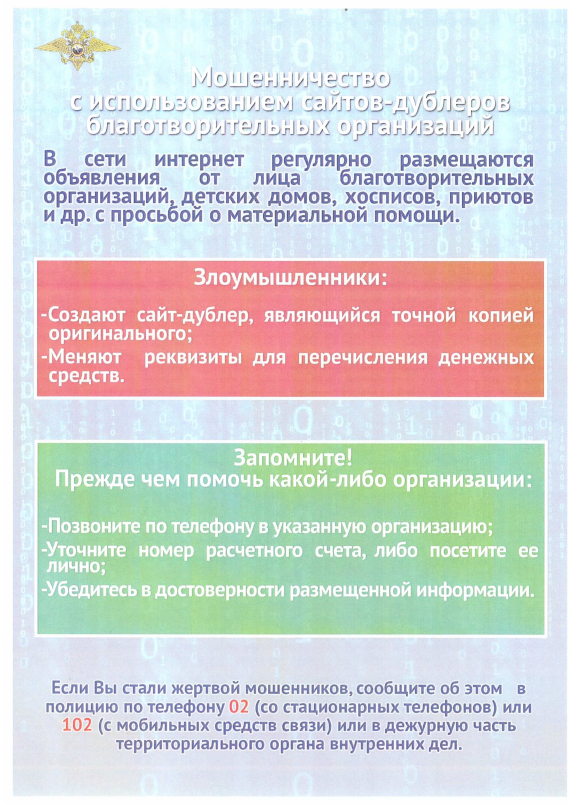 Мошенничество
с использованием сайтов-дублеров
благотворительных организаций
В сети интернет регулярно размещаются
объявления от лица благотворительных
организаций, детских домов, хосписов, приютов
и др. с просьбой о материальной помощи.
Злоумышленники:
-Создают сайт-дублер, являющийся точной копией
оригинального;
-Меняют реквизиты для перечисления денежных
средств.
Запомните!
Прежде чем помочь какой-либо организации:
-Позвоните по телефону в указанную организацию;
-Уточните номер расчетного счета, либо посетите ее
лично;
-Убедитесь в достоверности размещенной информации.
Если Вы стали жертвой мошенников, сообщите об этом в
полицию по телефону 02 (со стационарных телефонов) или
102 (с мобильных средств связи) или в дежурную часть
территориального органа внутренних дел.